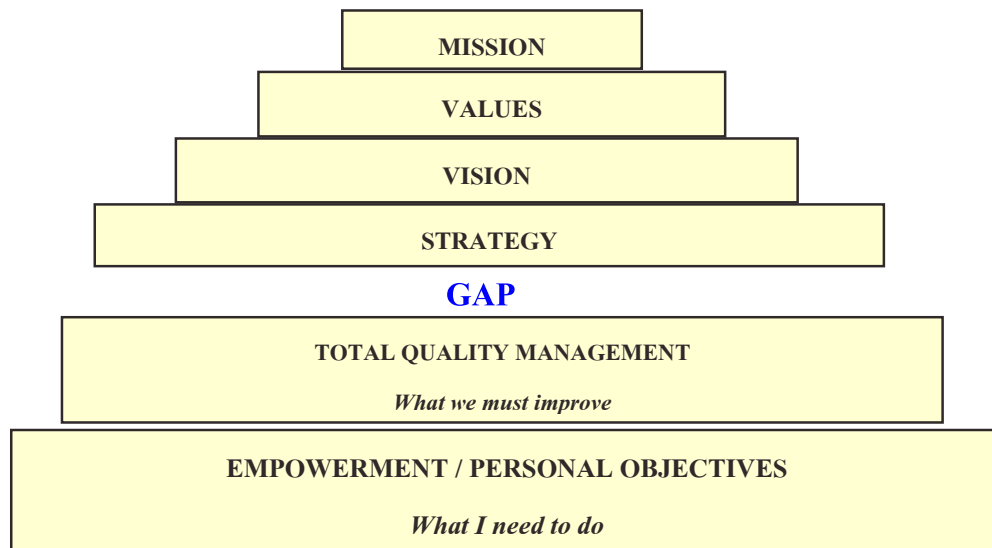 MISSION
VALUES
VISION
STRATEGY
GAP
TOTAL QUALITY MANAGEMENT
What we must improve
EMPOWERMENT / PERSONAL OBJECTIVES
What I need to do